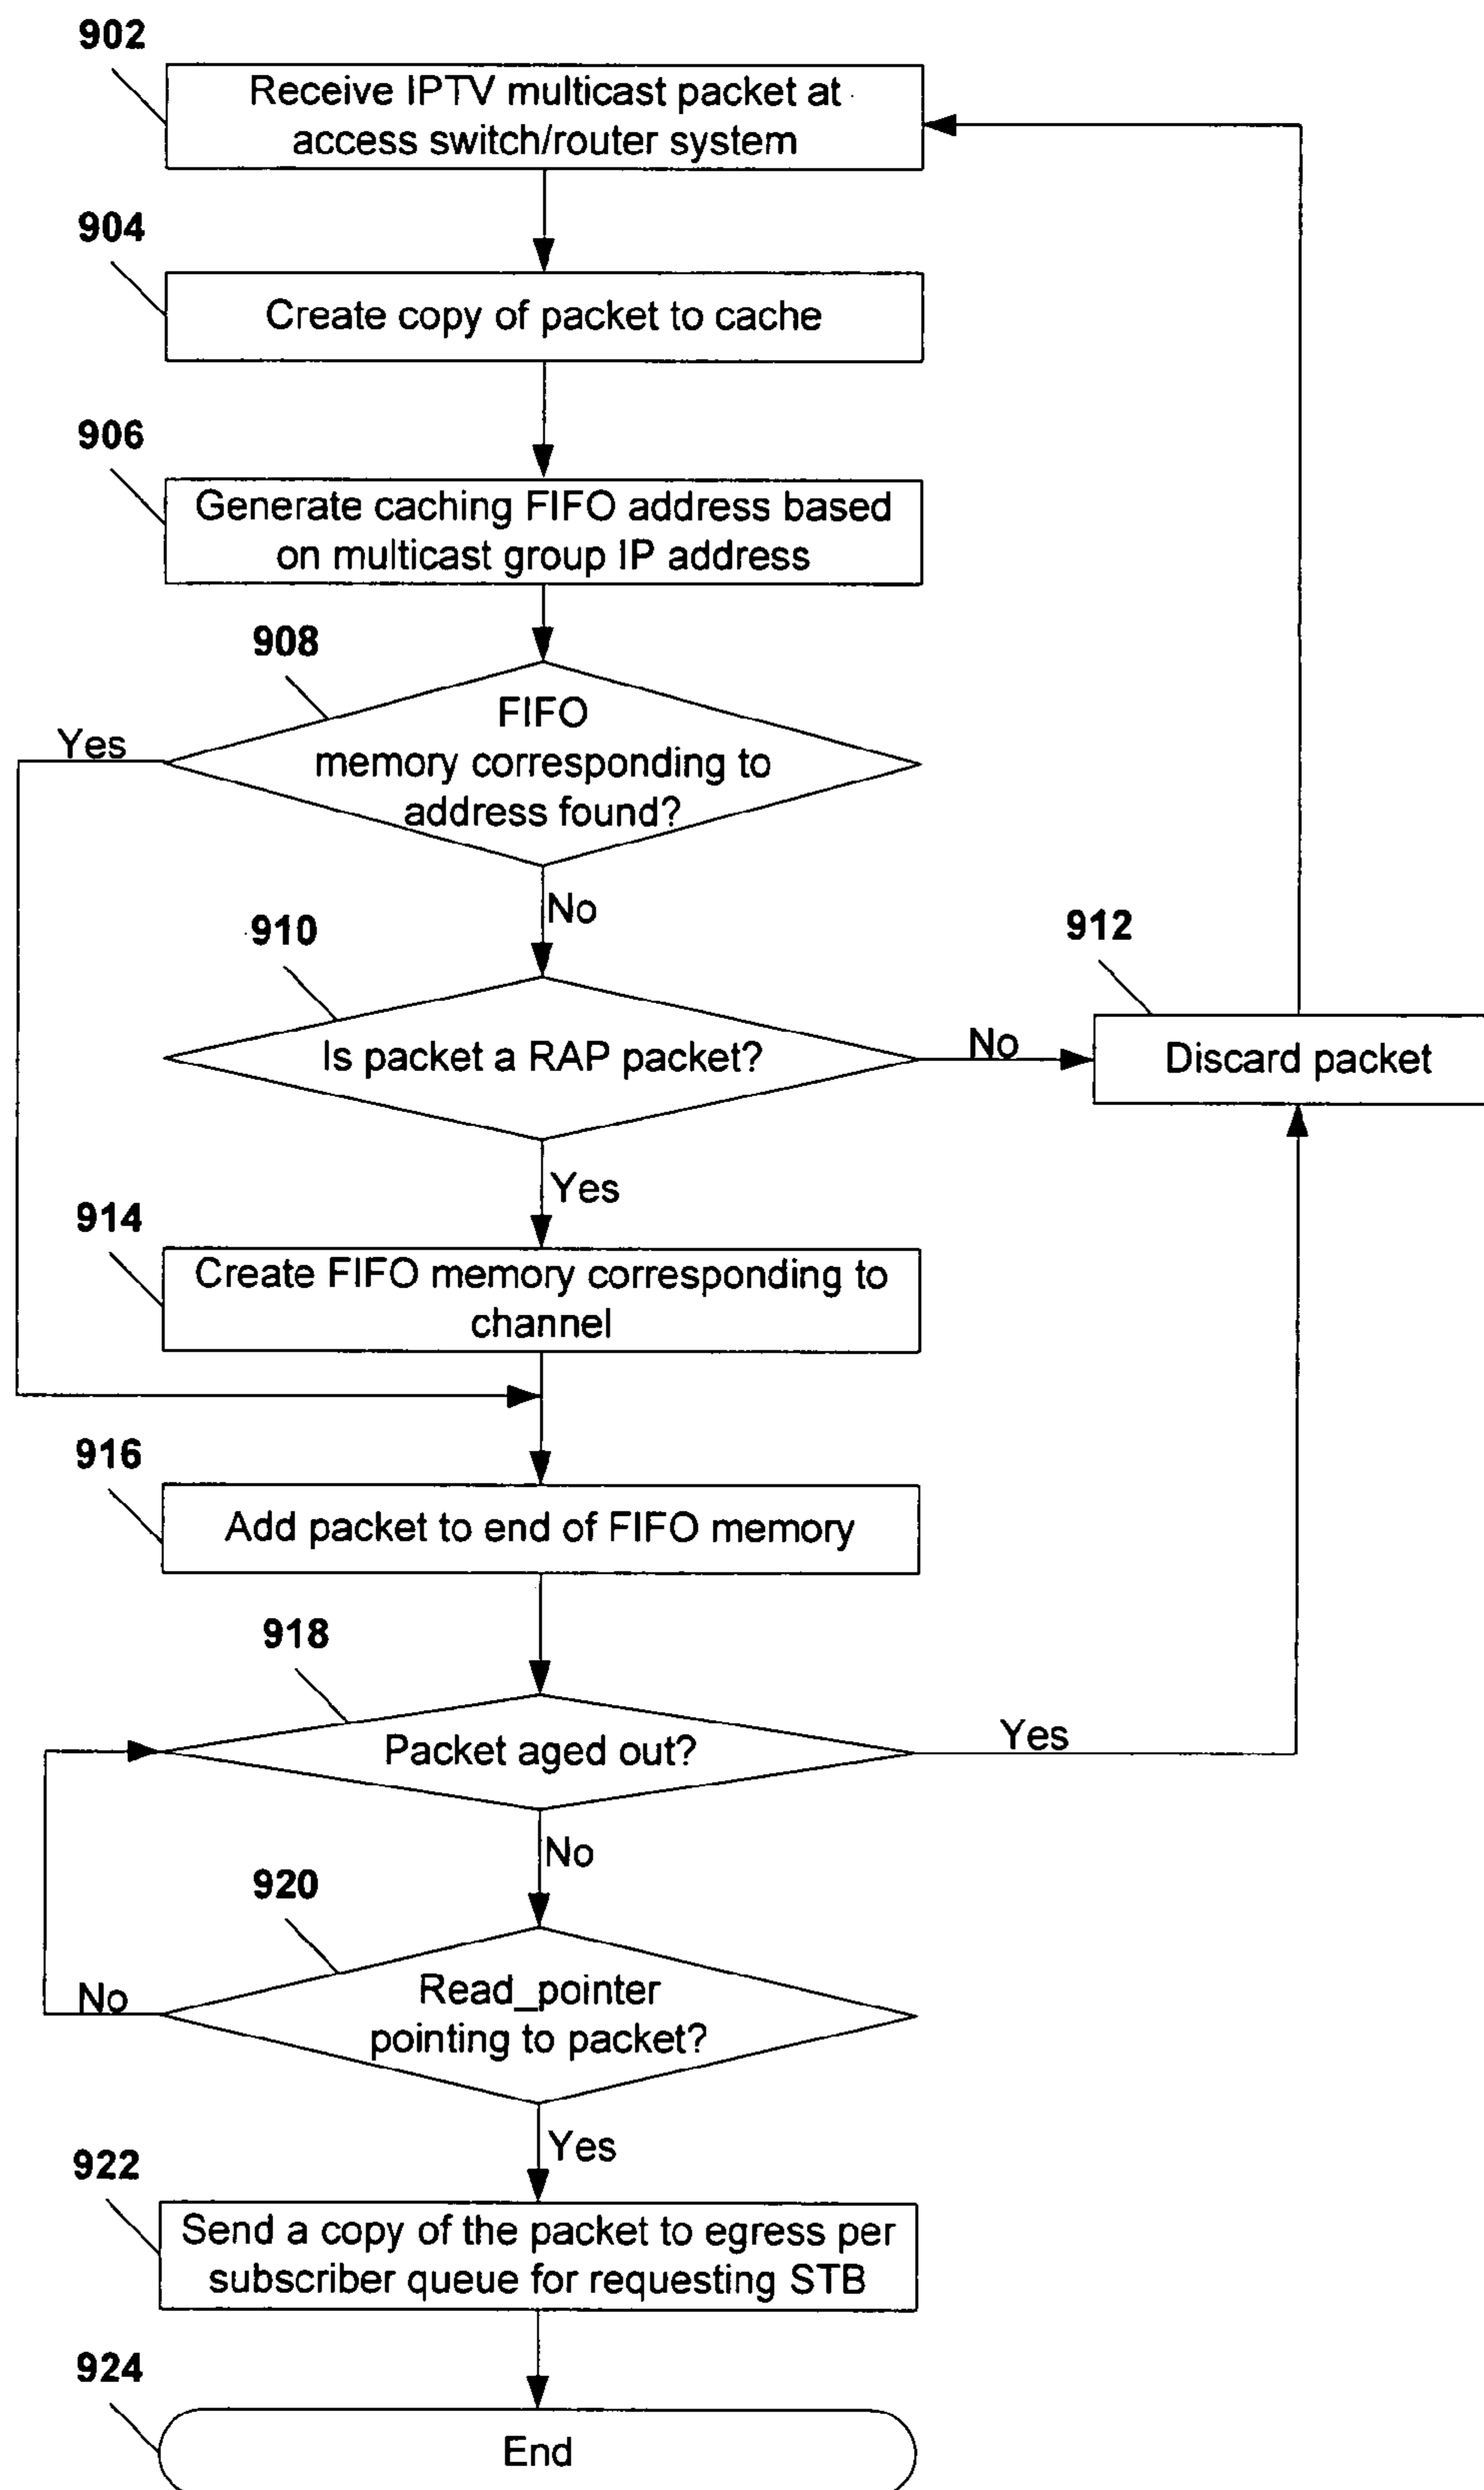 902
Receive IPTV multicast packet at
access switch/router system
904
Create copy of packet to cache
906
Generate caching FIFO address based
on multicast group IP address
908
FIFO
memory corresponding to
address found?
Yes
No
910
Is packet a RAP packet?
No
912
Discard packet
Yes
914
Create FIFO memory corresponding to
channel
916
Add packet to end of FIFO memory
918
Packet aged out?
Yes
No
920
Read_pointer
pointing to packet?
No
Yes
922
Send a copy of the packet to egress per
subscriber queue for requesting STB
924
End